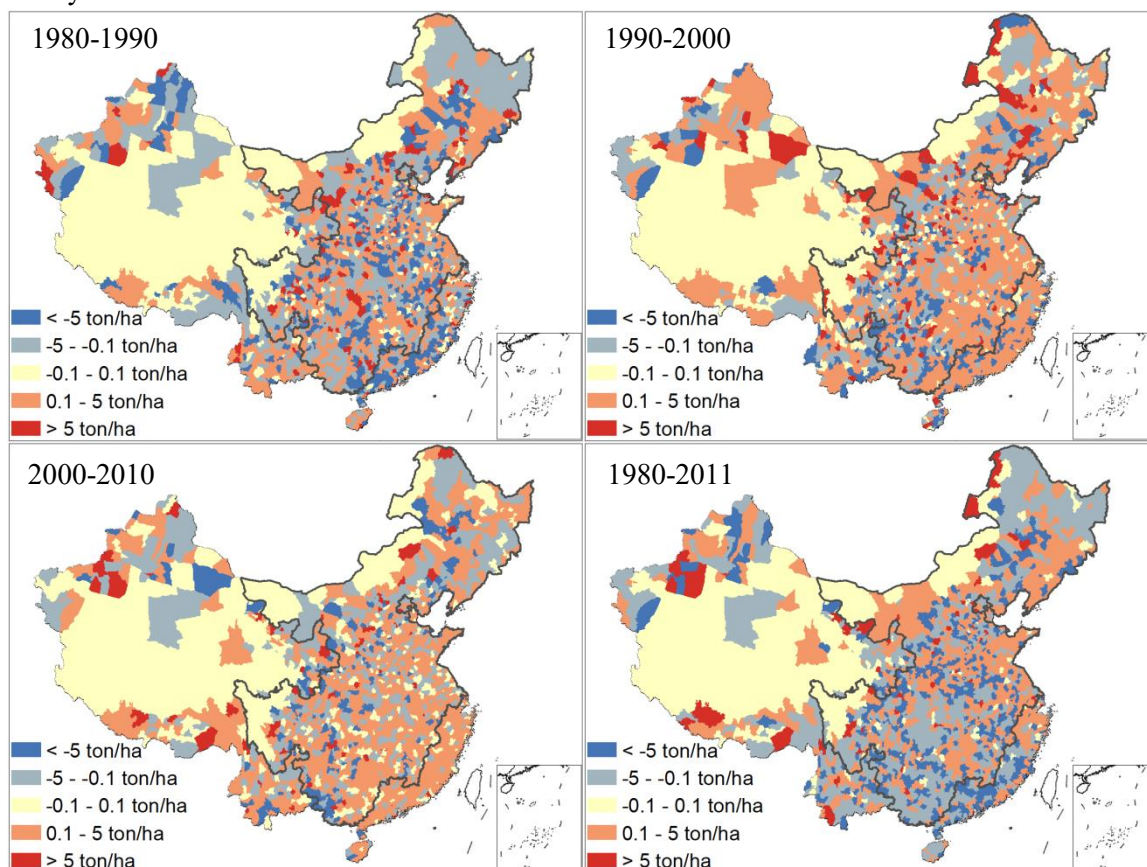 1980-1990
1990-2000
< -5 ton/ha
-5 - -0.1 ton/ha
-0.1 - 0.1 ton/ha
0.1 - 5 ton/ha
> 5 ton/ha
< -5 ton/ha
-5 - -0.1 ton/ha
-0.1 - 0.1 ton/ha
0.1 - 5 ton/ha
> 5 ton/ha
2000-2010
1980-2011
< -5 ton/ha
-5 - -0.1 ton/ha
-0.1 - 0.1 ton/ha
0.1 - 5 ton/ha
> 5 ton/ha
< -5 ton/ha
-5 - -0.1 ton/ha
-0.1 - 0.1 ton/ha
0.1 - 5 ton/ha
> 5 ton/ha